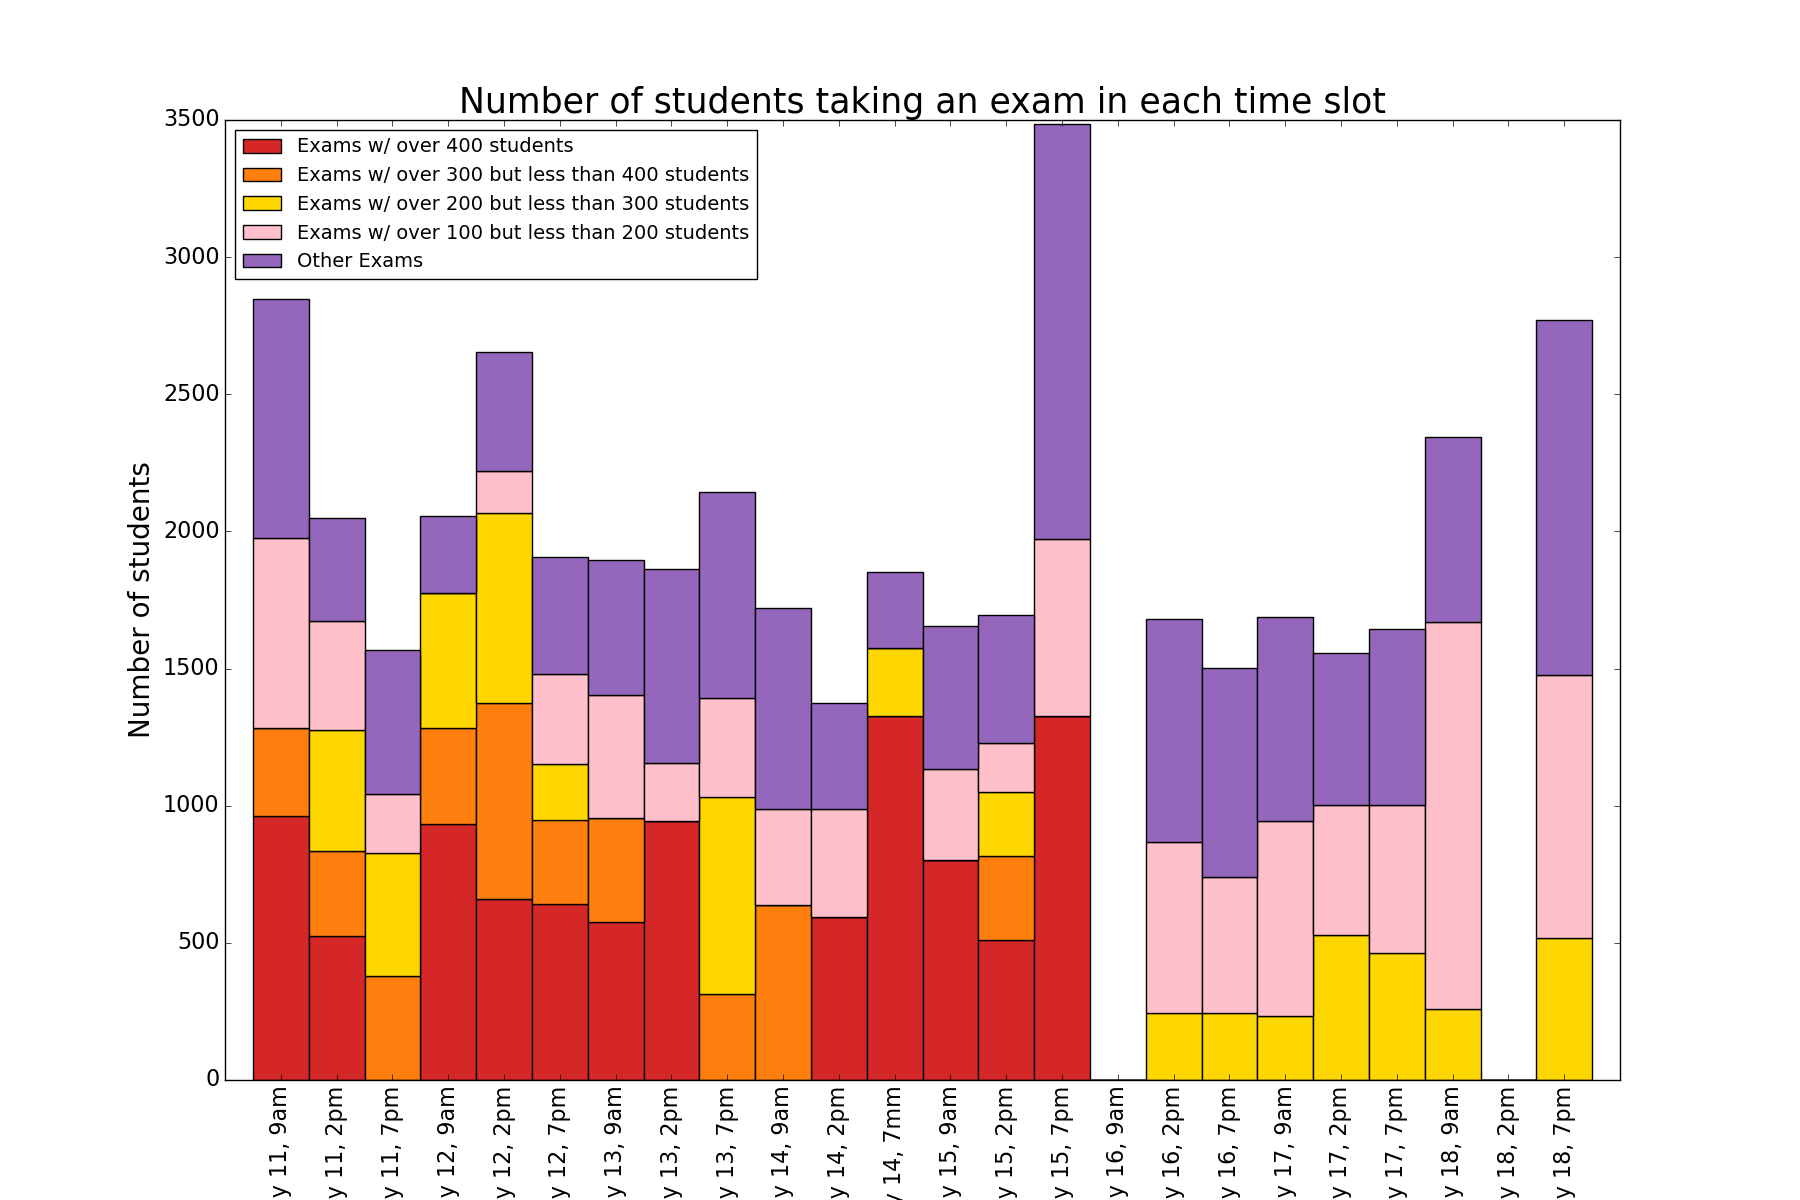 Number of students taking an exam in each time slot
Exams w/ over 400 students
Exams w/ over 300 but less than 400 students
Exams w/ over 200 but less than 300 students
Exams w/ over 100 but less than 200 students
Other Exams
Number of students
3500
3000
2500
2000
1500
1000
500
0
y 11, 9am
y 11, 2pm
y 11, 7pm
y 12, 9am
y 12, 2pm
y 12, 7pm
y 13, 9am
y 13, 2pm
y 13, 7pm
y 14, 9am
y 14, 2pm
y 14, 7mm
y 15, 9am
y 15, 2pm
y 15, 7pm
y 16, 9am
y 16, 2pm
y 16, 7pm
y 17, 9am
y 17, 2pm
y 17, 7pm
y 18, 9am
y 18, 2pm
y 18, 7pm